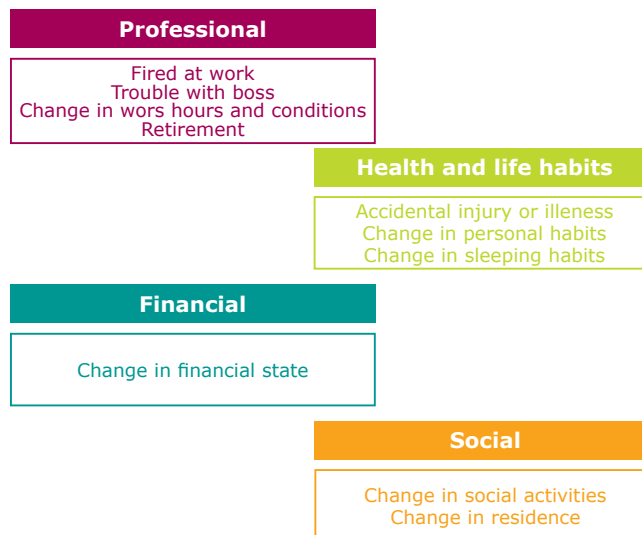 Professional
Fired at work
Trouble with boss
Change in wors hours and conditions
Retirement
Health and life habits
Accidental injury or illeness
Change in personal habits
Change in sleeping habits
Financial
Change in financial state
Social
Change in social activities
Change in residence